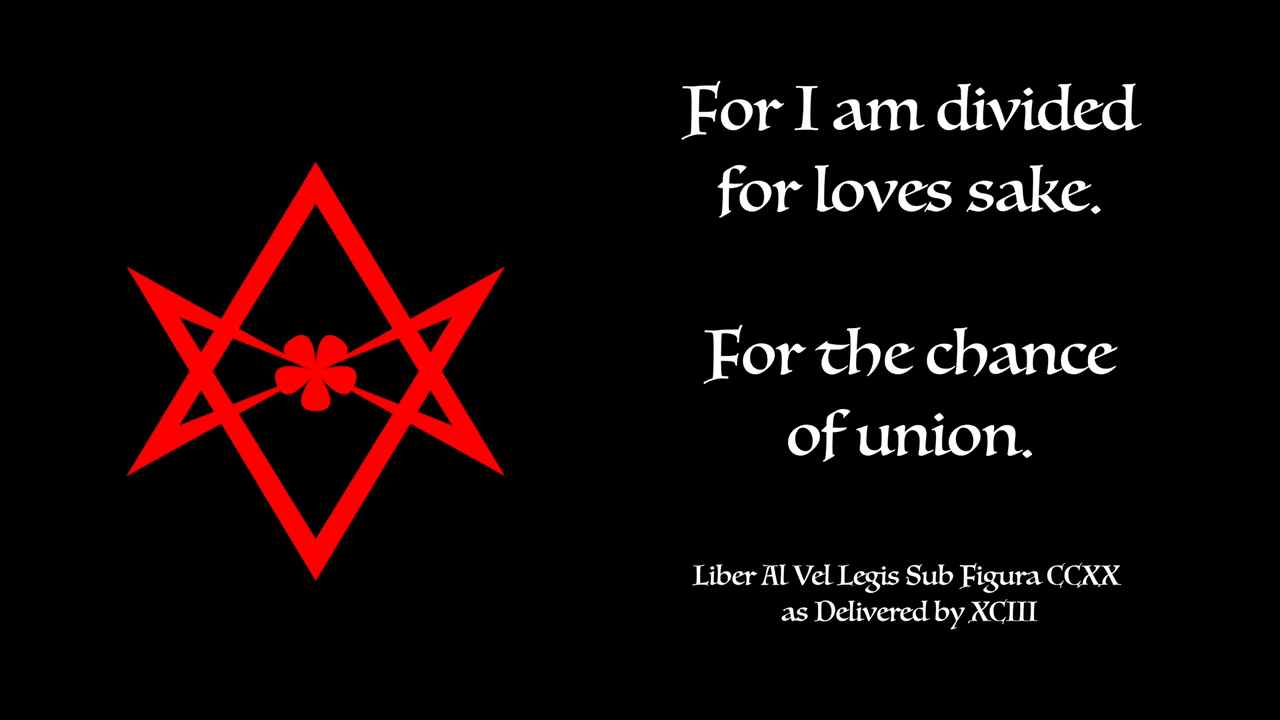 For I am divided
for loves sake.
For the chance
of union.
Liber Al Vel Legis Sub Figura CCXX
as Delivered by XCIII